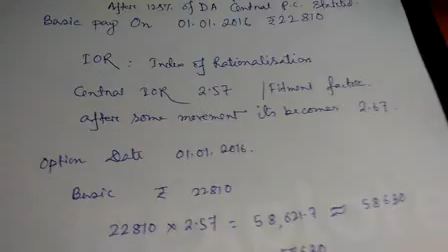 After 125% of DA Central P.C. Started.
Basic pay On 01.01.2016 ₹22810
IOR : Index of Rationalisation
Central IOR 2.57 / Fitment factor
after some movement its becomes 2.67.
Option Date 01.01.2016.
Basic ₹ 22810
22810 × 2.57 = 58,621.7 ≈ 58630